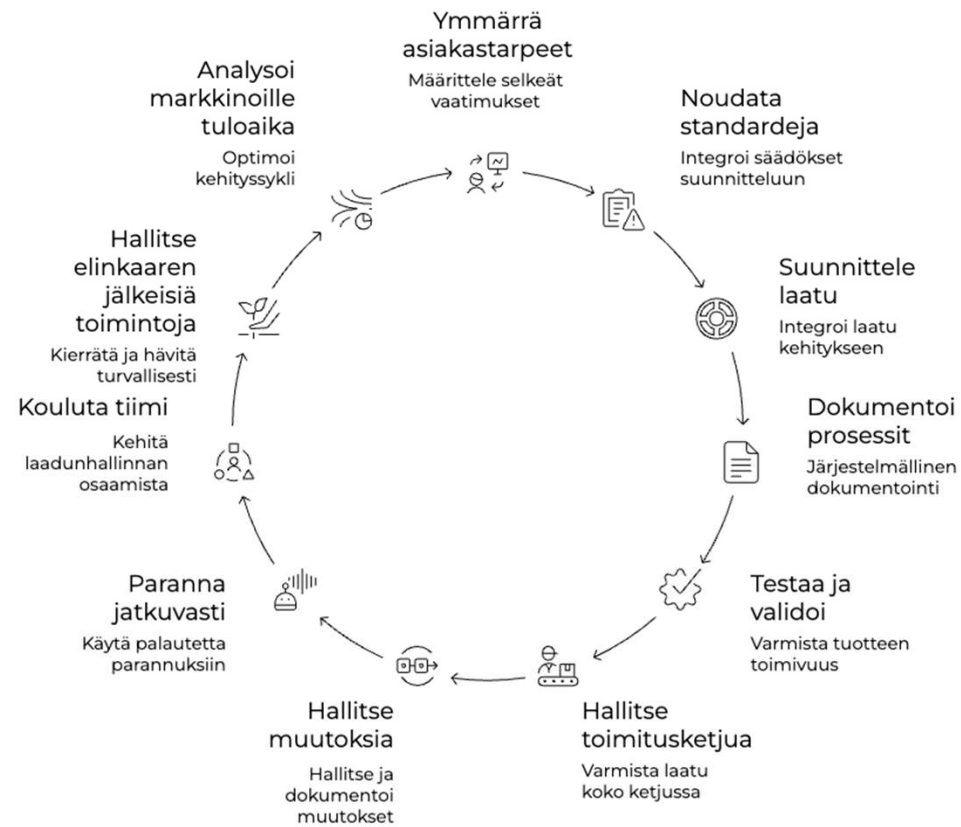 Ymmärrä
asiakastarpeet
Määrittele selkeät
vaatimukset
Noudata
standardeja
Integroi säädökset
suunnitteluun
Suunnittele
laatu
Integroi laatu
kehitykseen
Dokumentoi
prosessit
Järjestelmällinen
dokumentointi
Testaa ja
validoi
Varmista tuotteen
toimivuus
Hallitse
toimitusketjua
Varmista laatu
koko ketjussa
Hallitse
muutoksia
Hallitse ja
dokumentoi
muutokset
Paranna
jatkuvasti
Käytä palautetta
parannuksiin
Kouluta tiimi
Kehitä
laadunhallinnan
osaamista
Hallitse
elinkaaren
jälkeisiä
toimintoja
Kierrätä ja hävitä
turvallisesti
Analysoi
markkinoille
tuloaika
Optimoi
kehityssykli